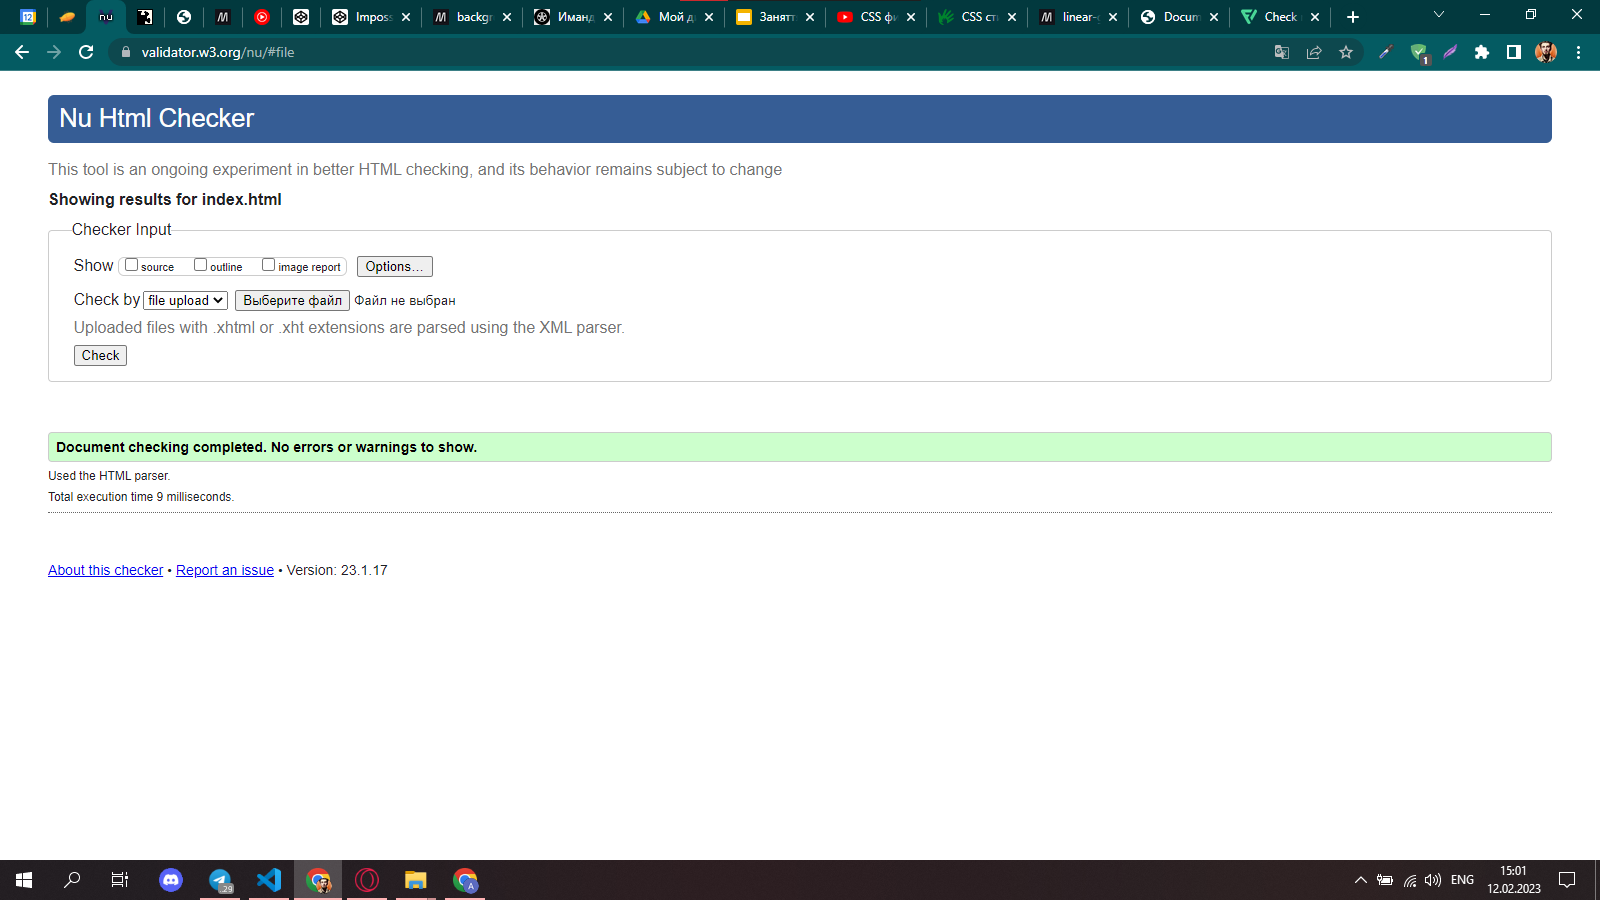 12
nu
M
Imposs
M
backgr
Иманд
Мой д
Занятт
CSS фи
CSS сті
M
linear-g
Docum
Check
validator.w3.org/nu/#file
1
Nu Html Checker
This tool is an ongoing experiment in better HTML checking, and its behavior remains subject to change
Showing results for index.html
Checker Input
Show source outline image report Options...
Check by file upload Выберите файл Файл не выбран
Uploaded files with .xhtml or .xht extensions are parsed using the XML parser.
Check
Document checking completed. No errors or warnings to show.
Used the HTML parser.
Total execution time 9 milliseconds.
About this checker • Report an issue • Version: 23.1.17
29
A
ENG
15:01
12.02.2023